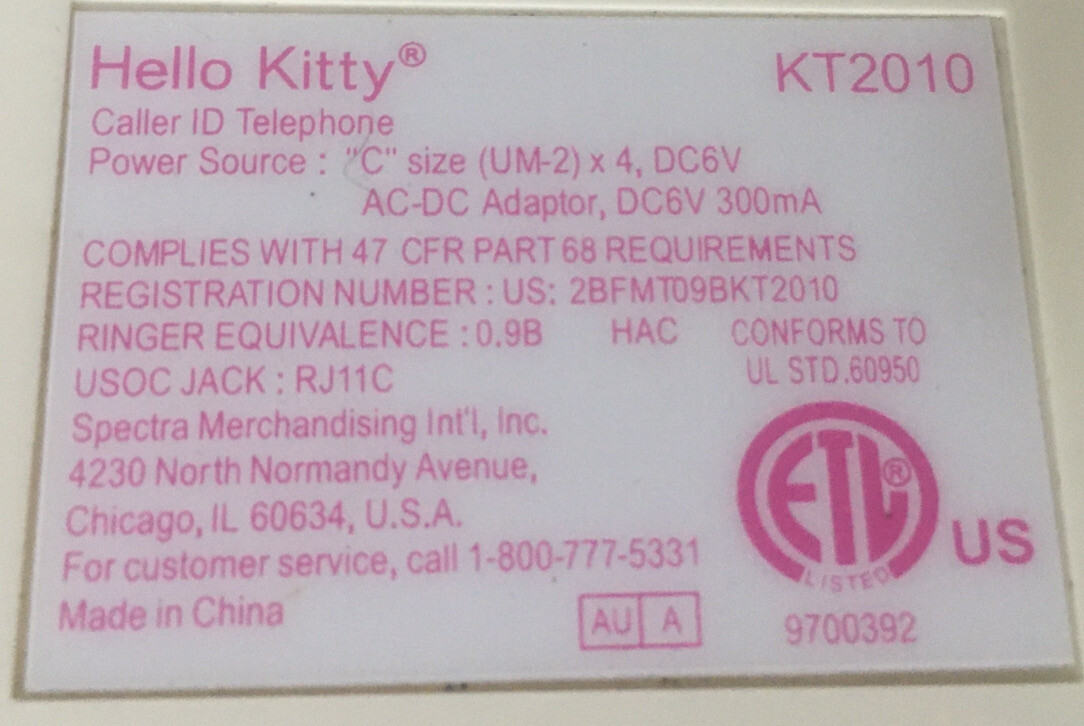 Hello Kitty® KT2010
Caller ID Telephone
Power Source : "C" size (UM-2) x 4, DC6V
AC-DC Adaptor, DC6V 300mA
COMPLIES WITH 47 CFR PART 68 REQUIREMENTS
REGISTRATION NUMBER : US: 2BFMT09BKT2010
RINGER EQUIVALENCE : 0.9B HAC CONFORMS TO
UL STD.60950
USOC JACK : RJ11C
Spectra Merchandising Int'l, Inc.
4230 North Normandy Avenue,
Chicago, IL 60634, U.S.A.
For customer service, call 1-800-777-5331
Made in China
AU A
ETL®
LISTED
US
9700392